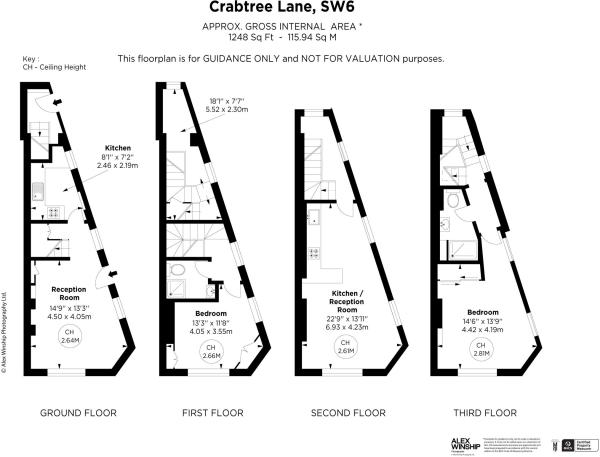 Crabtree Lane, SW6
APPROX. GROSS INTERNAL AREA *
1248 Sq Ft - 115.94 Sq M
Key :
CH - Ceiling Height
This floorplan is for GUIDANCE ONLY and NOT FOR VALUATION purposes.
Kitchen
8'1" x 7'2"
2.46 x 2.19m
Reception
Room
14'9" x 13'3"
4.50 x 4.05m
CH
2.64M
18'1" x 7'7"
5.52 x 2.30m
Bedroom
13'3" x 11'8"
4.05 x 3.55m
CH
2.66M
Kitchen /
Reception
Room
22'9" x 13'11"
6.93 x 4.23m
CH
2.61M
Bedroom
14'6" x 13'9"
4.42 x 4.19m
CH
2.81M
GROUND FLOOR
FIRST FLOOR
SECOND FLOOR
THIRD FLOOR
© Alex Winship Photography Ltd.
ALEX
WINSHIP
RICS
Certified
Property
Measurer